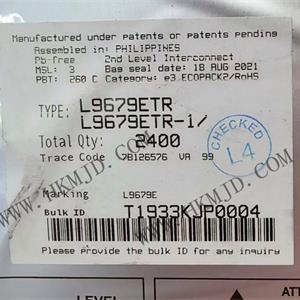 Manufactured under patents or patents pending
Assembled in: PHILIPPINES
Pb-free 2nd Level Interconnect
MSL: 3 Bag seal date: 18 AUG 2021
PBT: 260 C Category: e3 ECOPACK2/RoHS
TYPE: L9679ETR
L9679ETR-1/
Total Qty: 2400
Trace Code 7B126576 VA 99
CHECKED
L4
WWW.TJKMJD.COM
Marking L9679E
Bulk ID T1933KJP0004
Please provide the bulk ID for any inquiry
LEVEL
ATT